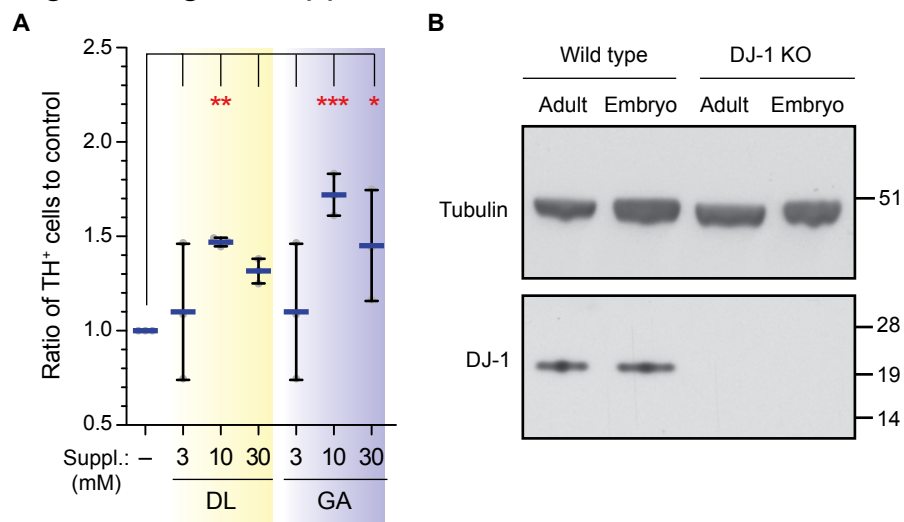 A
Ratio of TH⁺ cells to control
2.5
2.0
1.5
1.0
0.5
** *** *
Suppl.: – 3 10 30 3 10 30
(mM)
DL GA
B
Wild type DJ-1 KO
Adult Embryo Adult Embryo
Tubulin
51
DJ-1
28
19
14